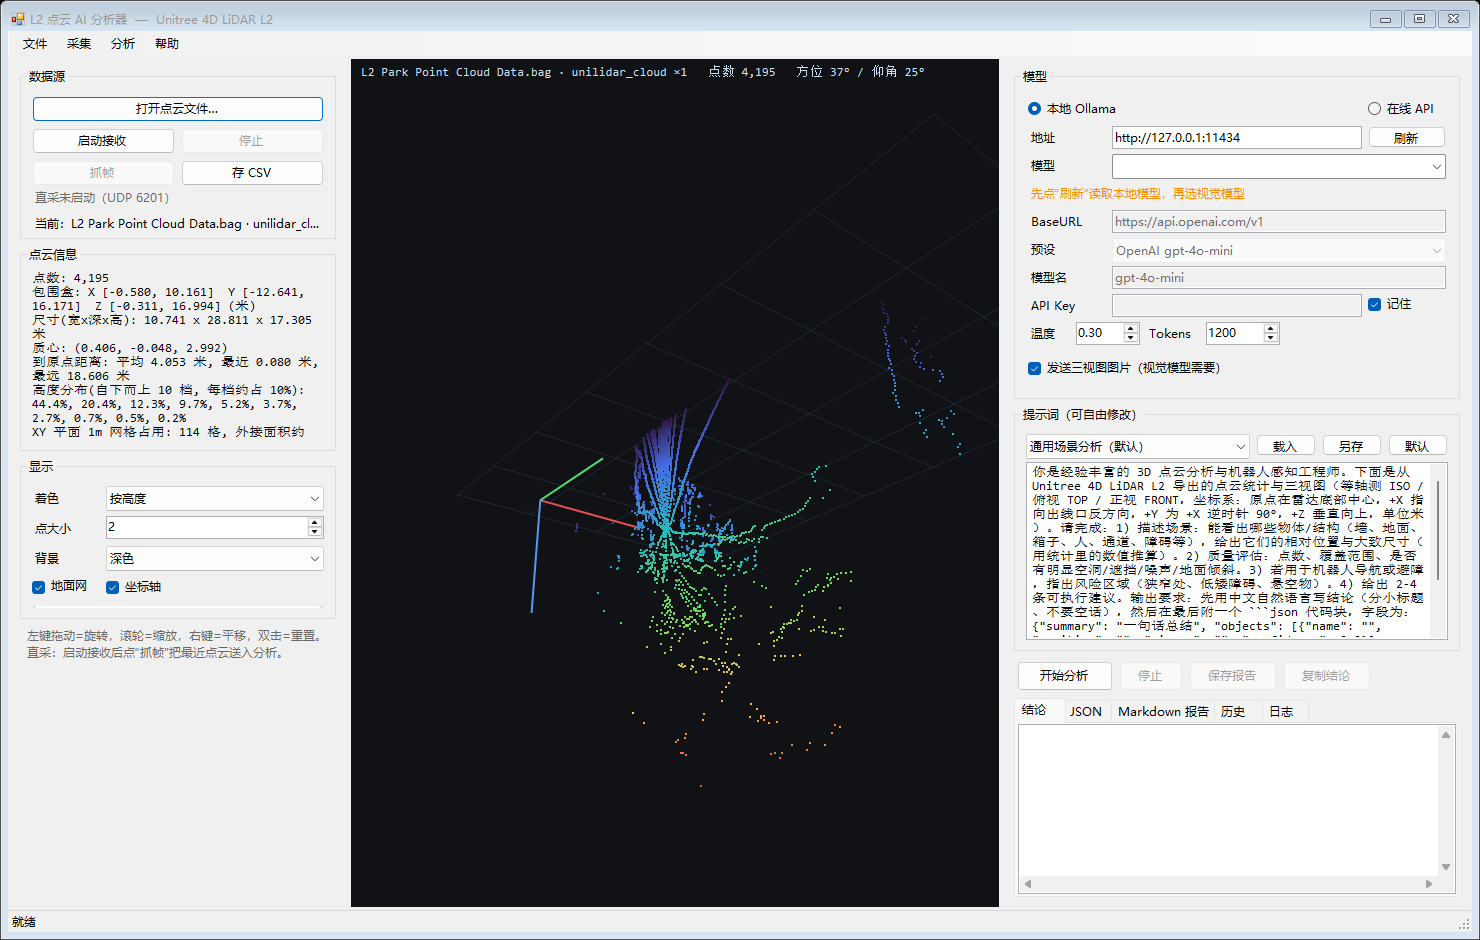 L2 点云 AI 分析器 — Unitree 4D LiDAR L2
文件 采集 分析 帮助
数据源
打开点云文件...
启动接收 停止
抓帧 存 CSV
直采未启动（UDP 6201）
当前: L2 Park Point Cloud Data.bag · unilidar_cl...
点云信息
点数: 4,195
包围盒: X [-0.580, 10.161] Y [-12.641,
16.171] Z [-0.311, 16.994] (米)
尺寸(宽x深x高): 10.741 x 28.811 x 17.305
米
质心: (0.406, -0.048, 2.992)
到原点距离: 平均 4.053 米, 最近 0.080 米,
最远 18.606 米
高度分布(自下而上 10 档, 每档约占 10%):
44.4%, 20.4%, 12.3%, 9.7%, 5.2%, 3.7%,
2.7%, 0.7%, 0.5%, 0.2%
XY 平面 1m 网格占用: 114 格, 外接面积约
显示
着色 按高度
点大小 2
背景 深色
地面网 坐标轴
左键拖动=旋转，滚轮=缩放，右键=平移，双击=重置。
直采：启动接收后点“抓帧”把最近点云送入分析。
L2 Park Point Cloud Data.bag · unilidar_cloud ×1 点数 4,195 方位 37° / 仰角 25°
模型
本地 Ollama 在线 API
地址 http://127.0.0.1:11434 刷新
模型
先点“刷新”读取本地模型，再选视觉模型
BaseURL https://api.openai.com/v1
预设 OpenAI gpt-4o-mini
模型名 gpt-4o-mini
API Key 记住
温度 0.30 Tokens 1200
发送三视图图片（视觉模型需要）
提示词（可自由修改）
通用场景分析（默认） 载入 另存 默认
你是经验丰富的 3D 点云分析与机器人感知工程师。下面是从
Unitree 4D LiDAR L2 导出的点云统计与三视图（等轴测 ISO /
俯视 TOP / 正视 FRONT，坐标系：原点在雷达底部中心，+X 指
向出线口反方向，+Y 为 +X 逆时针 90°，+Z 垂直向上，单位米
）。请完成：1) 描述场景：能看出哪些物体/结构（墙、地面、
箱子、人、通道、障碍等），给出它们的相对位置与大致尺寸（
用统计里的数值推算）。2) 质量评估：点数、覆盖范围、是否
有明显空洞/遮挡/噪声/地面倾斜。3) 若用于机器人导航或避障
，指出风险区域（狭窄处、低矮障碍、悬空物）。4) 给出 2-4
条可执行建议。输出要求：先用中文自然语言写结论（分小标题
、不要空话），然后在最后附一个 ```json 代码块，字段为：
{"summary": "一句话总结", "objects": [{"name": "",
开始分析 停止 保存报告 复制结论
结论 JSON Markdown 报告 历史 日志
就绪